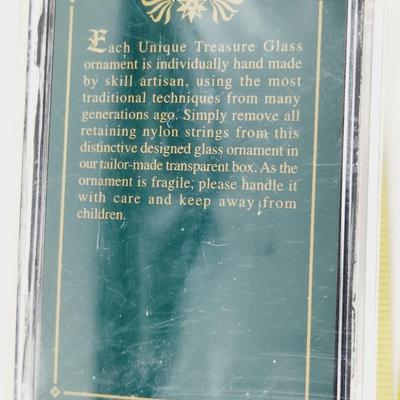 Each Unique Treasure Glass
ornament is individually hand made
by skill artisan, using the most
traditional techniques from many
generations ago. Simply remove all
retaining nylon strings from this
distinctive designed glass ornament in
our tailor-made transparent box. As the
ornament is fragile, please handle it
with care and keep away from
children.